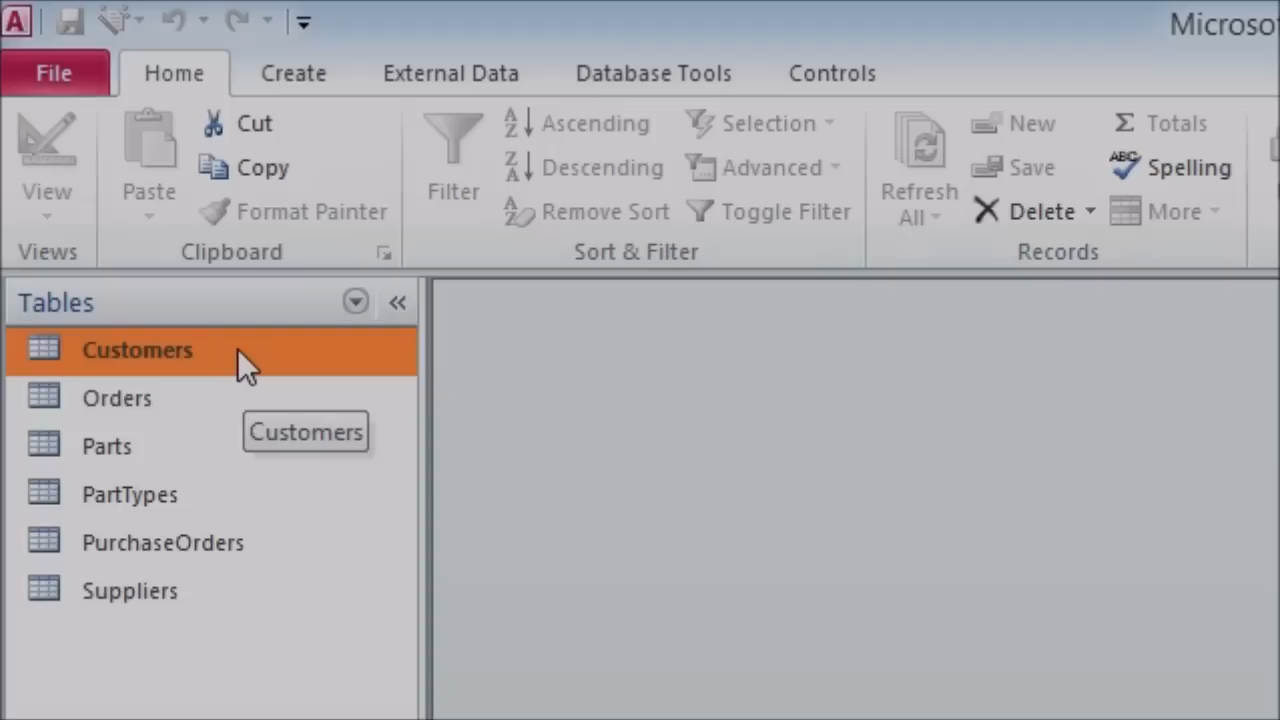 A
Microso
File Home Create External Data Database Tools Controls
Cut Ascending Selection New Σ Totals
View Paste Copy Filter Descending Advanced Refresh All Save ABC Spelling
Format Painter Remove Sort Toggle Filter Delete More
Views Clipboard Sort & Filter Records
Tables
Customers
Orders
Customers
Parts
PartTypes
PurchaseOrders
Suppliers